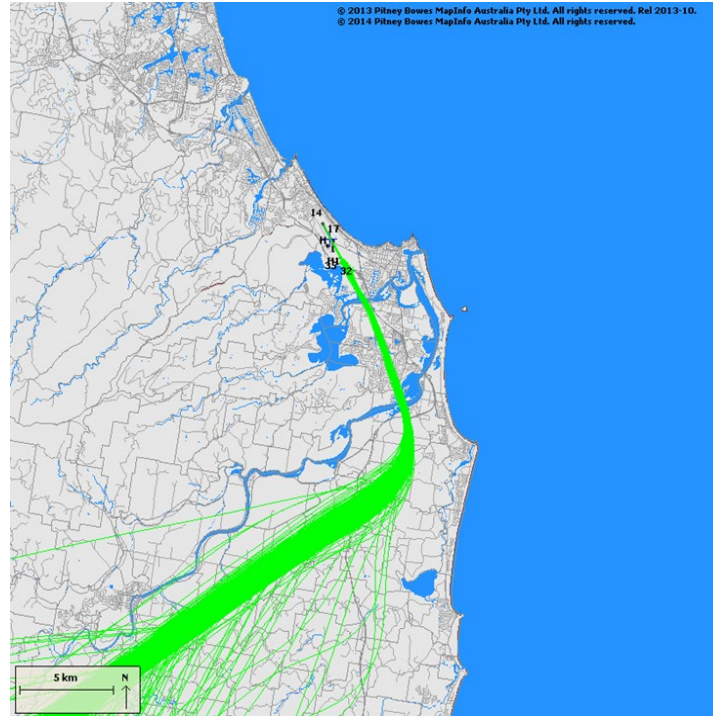 © 2013 Pitney Bowes MapInfo Australia Pty Ltd. All rights reserved. Rel 2013-10.
© 2014 Pitney Bowes MapInfo Australia Pty Ltd. All rights reserved.
14
17
H
35
32
5 km
N